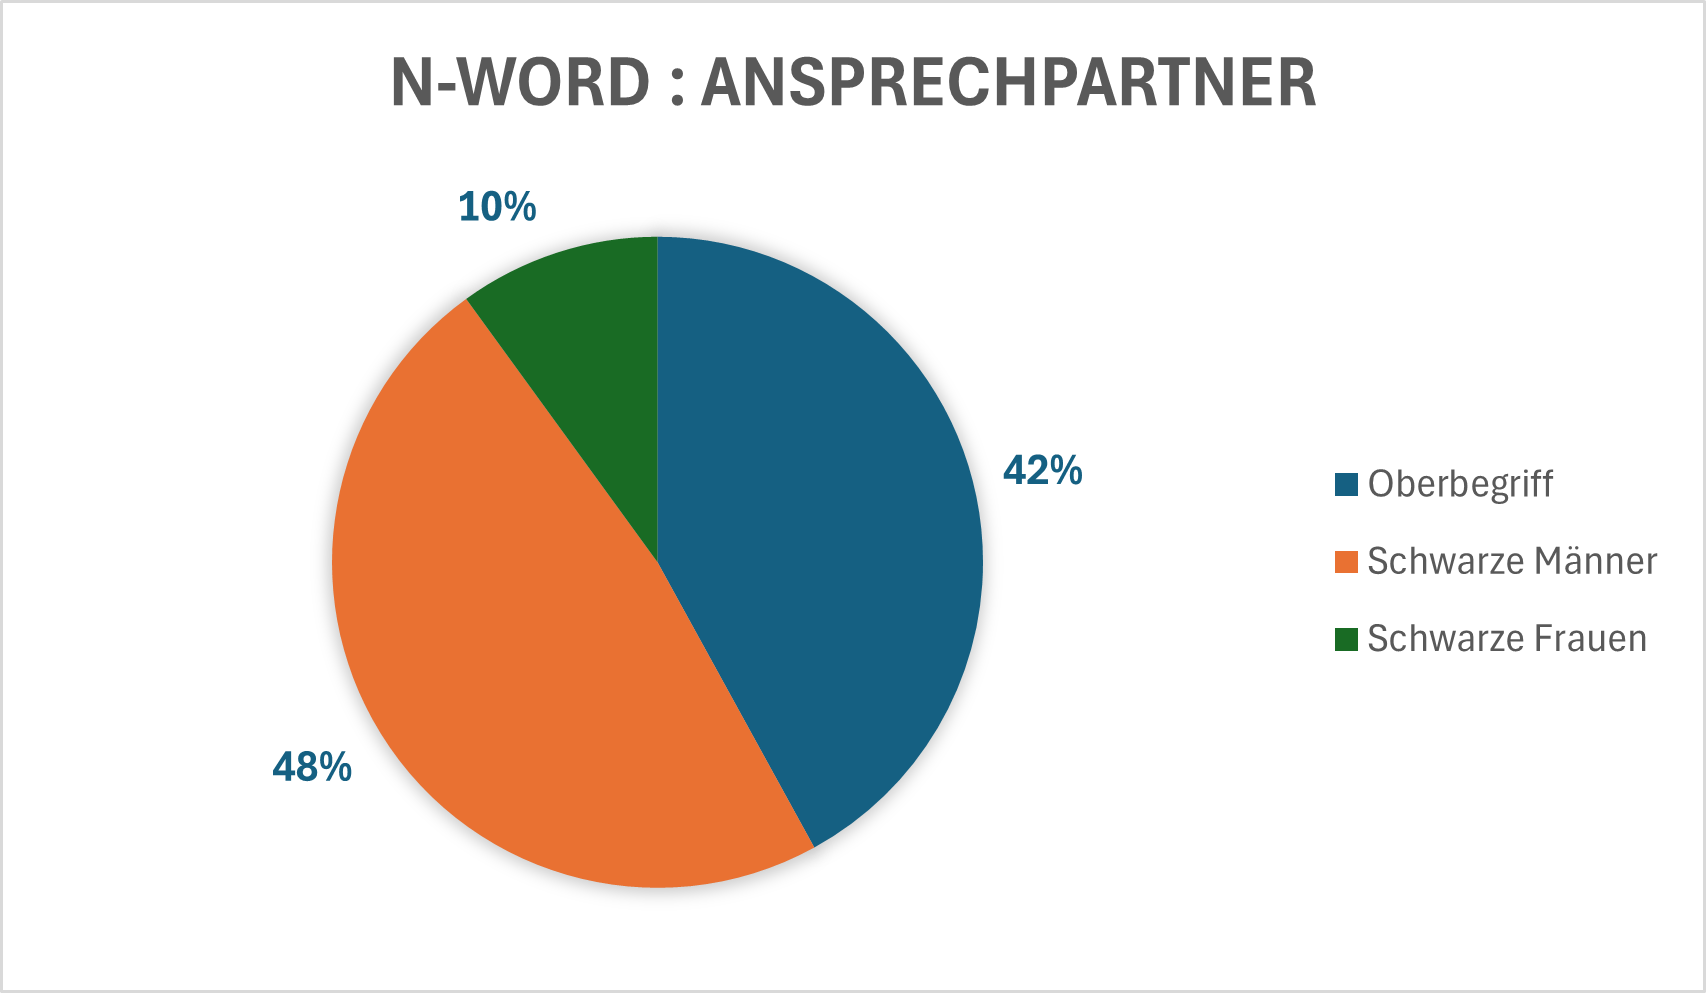 N-WORD : ANSPRECHPARTNER
10%
42%
48%
Oberbegriff
Schwarze Männer
Schwarze Frauen